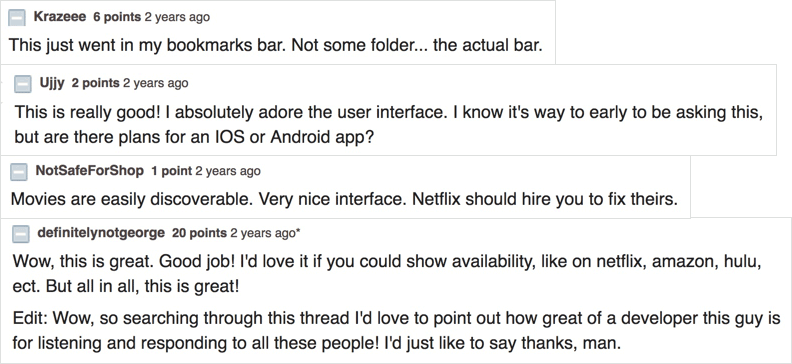 Krazeee 6 points 2 years ago
This just went in my bookmarks bar. Not some folder... the actual bar.
Ujjy 2 points 2 years ago
This is really good! I absolutely adore the user interface. I know it's way to early to be asking this,
but are there plans for an IOS or Android app?
NotSafeForShop 1 point 2 years ago
Movies are easily discoverable. Very nice interface. Netflix should hire you to fix theirs.
definitelynotgeorge 20 points 2 years ago*
Wow, this is great. Good job! I'd love it if you could show availability, like on netflix, amazon, hulu,
ect. But all in all, this is great!
Edit: Wow, so searching through this thread I'd love to point out how great of a developer this guy is
for listening and responding to all these people! I'd just like to say thanks, man.